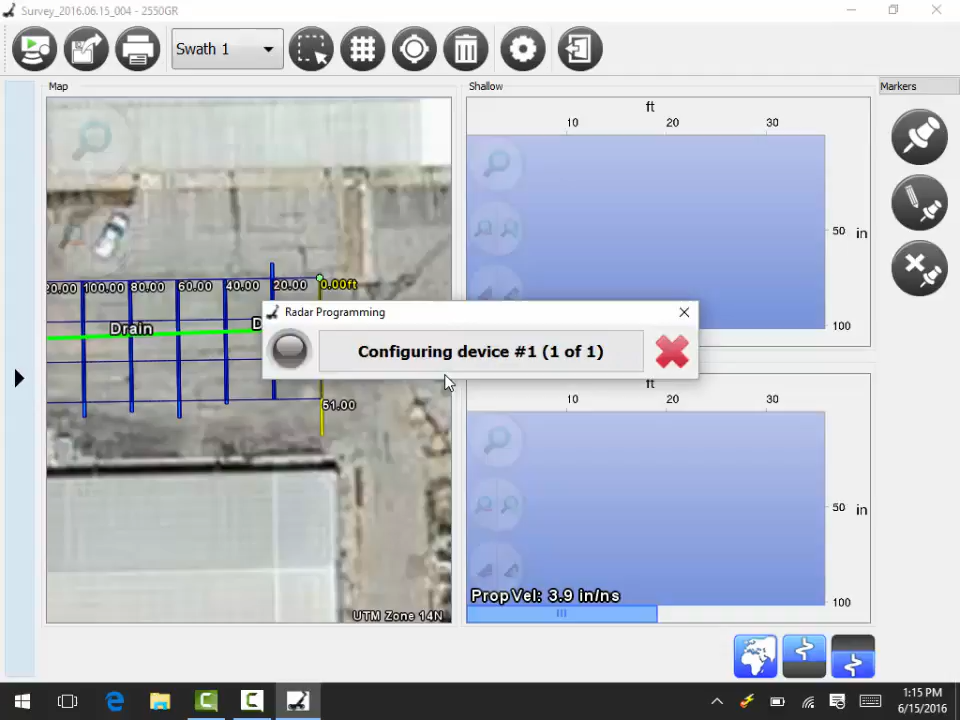 Survey_2016.06.15_004 - 2550GR
Swath 1
Map
Shallow
Markers
ft
10 20 30
50 in
100
100.00 80.00 60.00 40.00 20.00 0.00ft
Drain
51.00
UTM Zone 14N
Radar Programming
Configuring device #1 (1 of 1)
ft
10 20 30
50 in
100
Prop Vel: 3.9 in/ns
1:15 PM
6/15/2016